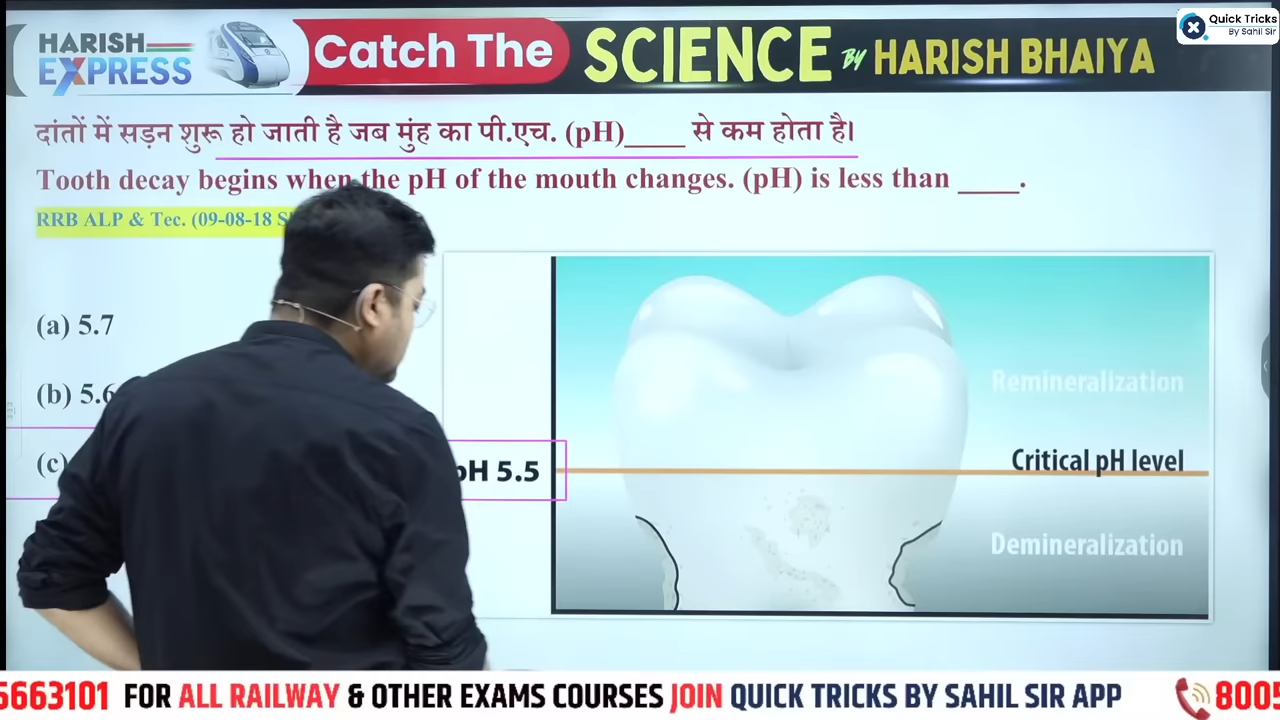 HARISH
EXPRESS
Catch The
SCIENCE BY HARISH BHAIYA
Quick Tricks
By Sahil Sir
दांतों में सड़न शुरू हो जाती है जब मुंह का पी.एच. (pH)____ से कम होता है।
Tooth decay begins when the pH of the mouth changes. (pH) is less than ____.
RRB ALP & Tec. (09-08-18
(a) 5.7
(b) 5.6
(c)
pH 5.5
Remineralization
Critical pH level
Demineralization
5663101 FOR ALL RAILWAY & OTHER EXAMS COURSES JOIN QUICK TRICKS BY SAHIL SIR APP 8005